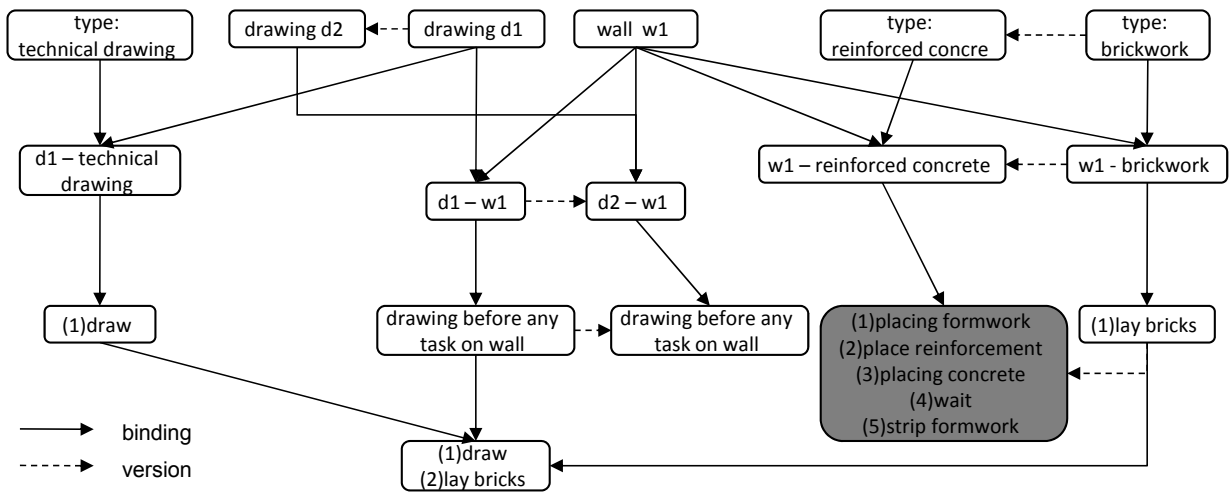 type:
technical drawing
drawing d2
drawing d1
wall w1
type:
reinforced concre
type:
brickwork
d1 – technical
drawing
d1 – w1
d2 – w1
w1 – reinforced concrete
w1 - brickwork
(1)draw
drawing before any
task on wall
drawing before any
task on wall
(1)placing formwork
(2)place reinforcement
(3)placing concrete
(4)wait
(5)strip formwork
(1)lay bricks
binding
version
(1)draw
(2)lay bricks